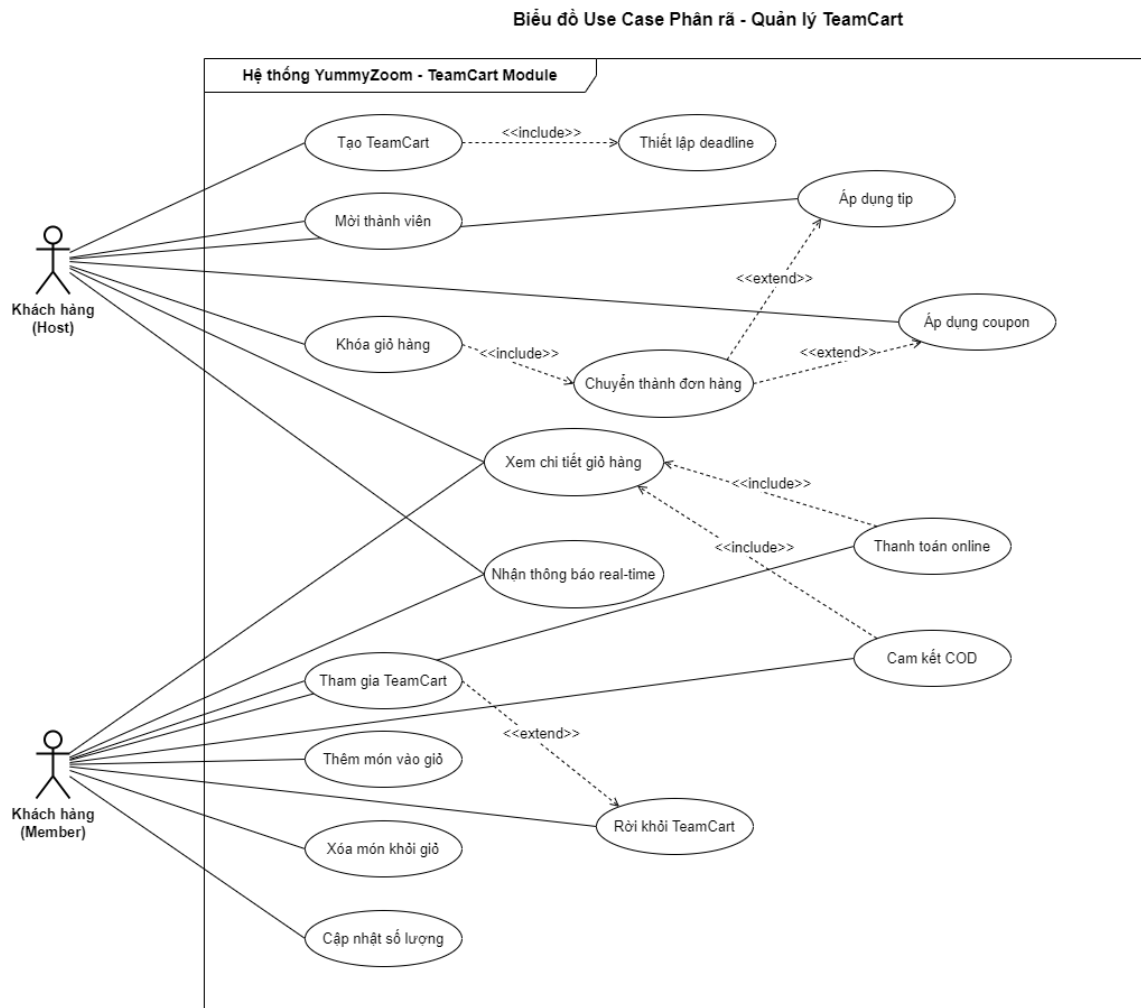 Biểu đồ Use Case Phân rã - Quản lý TeamCart
Hệ thống YummyZoom - TeamCart Module
Tạo TeamCart
<<include>>
Thiết lập deadline
Mời thành viên
Áp dụng tip
<<extend>>
Khách hàng
(Host)
Khóa giỏ hàng
<<include>>
Chuyển thành đơn hàng
<<extend>>
Áp dụng coupon
Xem chi tiết giỏ hàng
<<include>>
<<include>>
Thanh toán online
Nhận thông báo real-time
Cam kết COD
Tham gia TeamCart
<<extend>>
Khách hàng
(Member)
Thêm món vào giỏ
Rời khỏi TeamCart
Xóa món khỏi giỏ
Cập nhật số lượng